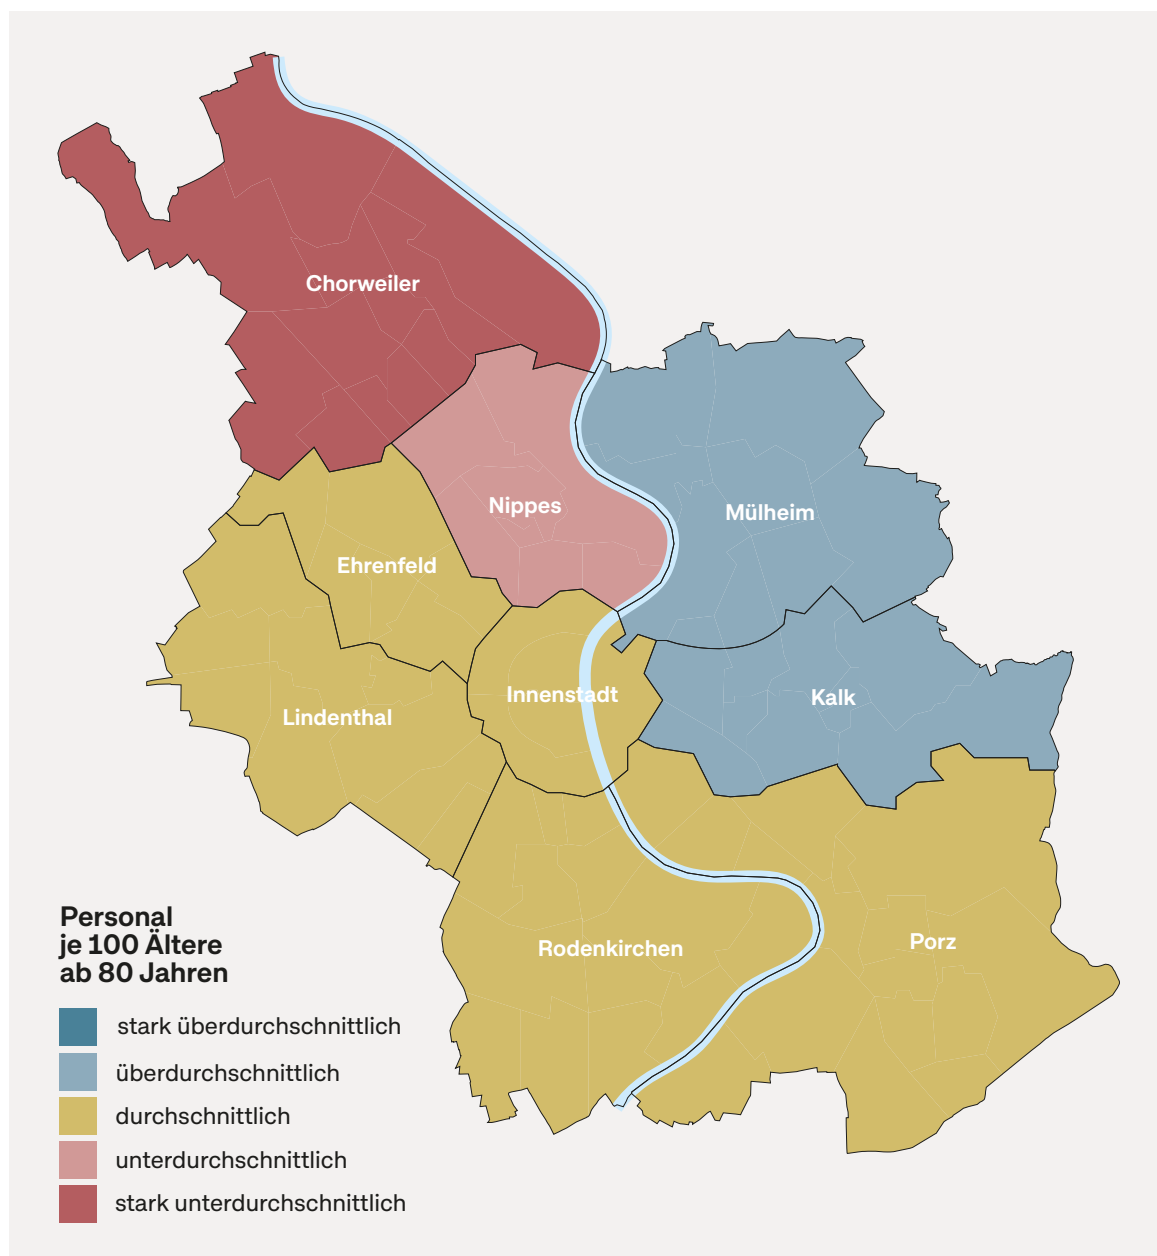 Chorweiler
Nippes
Mülheim
Ehrenfeld
Innenstadt
Kalk
Lindenthal
Rodenkirchen
Porz
Personal
je 100 Ältere
ab 80 Jahren
stark überdurchschnittlich
überdurchschnittlich
durchschnittlich
unterdurchschnittlich
stark unterdurchschnittlich